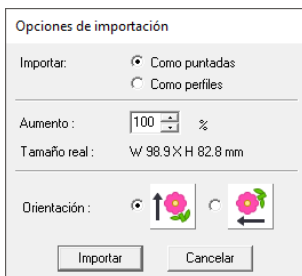 Opciones de importación
Importar: Como puntadas
Como perfiles
Aumento : 100 %
Tamaño real : W 98.9 X H 82.8 mm
Orientación :
Importar Cancelar